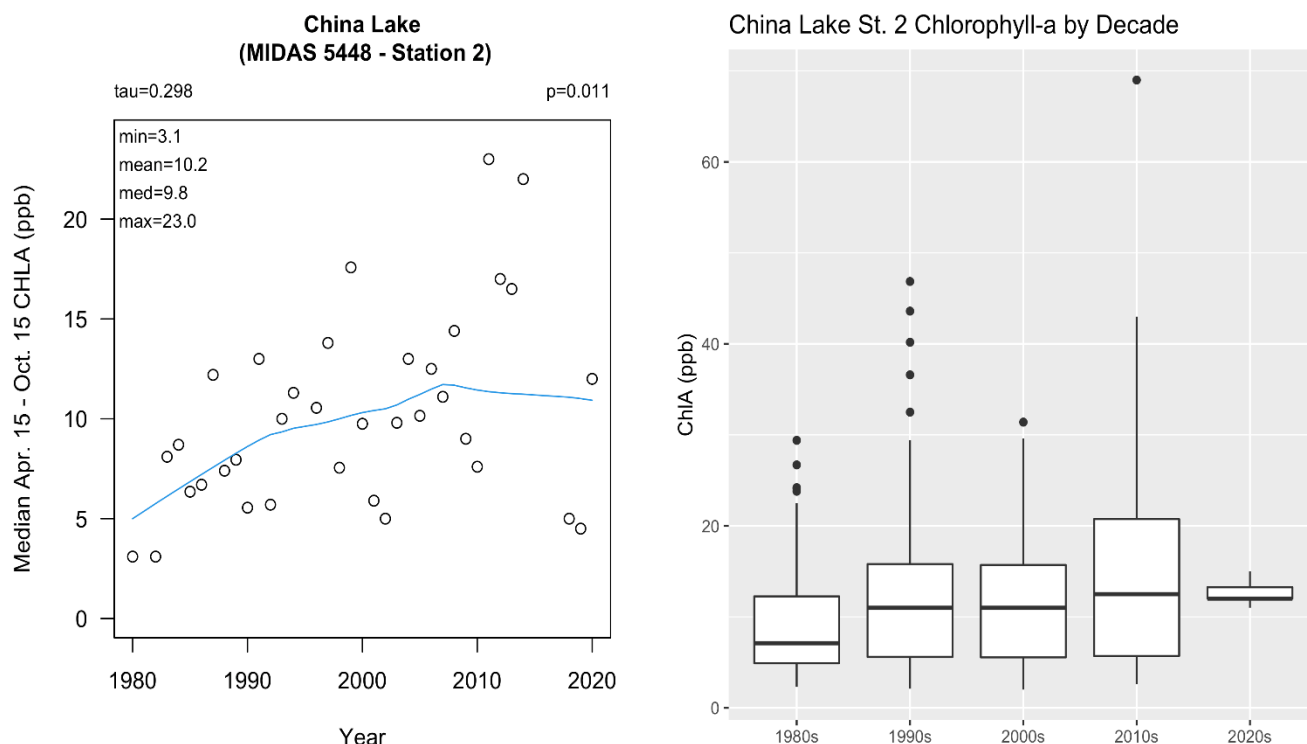 China Lake
(MIDAS 5448 - Station 2)
tau=0.298
p=0.011
min=3.1
mean=10.2
med=9.8
max=23.0
Median Apr. 15 - Oct. 15 CHLA (ppb)
20
15
10
5
0
1980
1990
2000
2010
2020
Year
China Lake St. 2 Chlorophyll-a by Decade
ChlA (ppb)
60
40
20
0
1980s
1990s
2000s
2010s
2020s